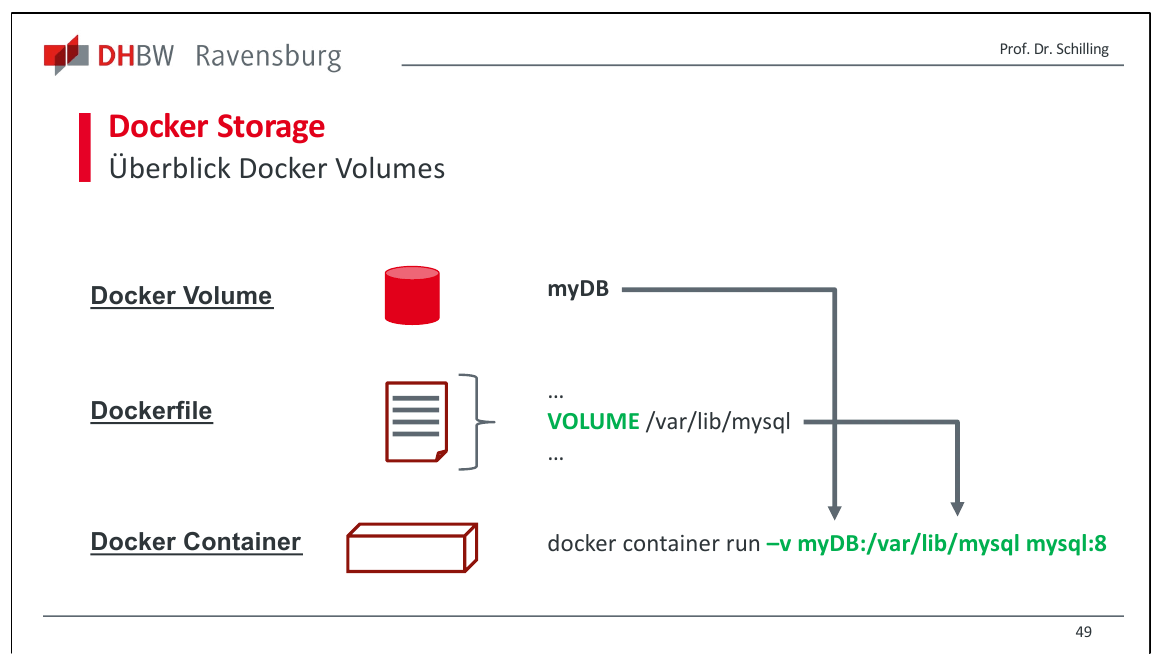 DHBW Ravensburg
Prof. Dr. Schilling
Docker Storage
Überblick Docker Volumes
Docker Volume
myDB
Dockerfile
...
VOLUME /var/lib/mysql
...
Docker Container
docker container run –v myDB:/var/lib/mysql mysql:8
49